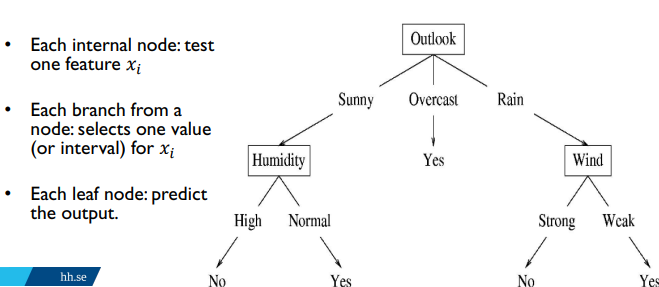 • Each internal node: test
one feature xᵢ
• Each branch from a
node: selects one value
(or interval) for xᵢ
• Each leaf node: predict
the output.
hh.se
Outlook
Sunny Overcast Rain
Humidity Yes Wind
High Normal Strong Weak
No Yes No Yes